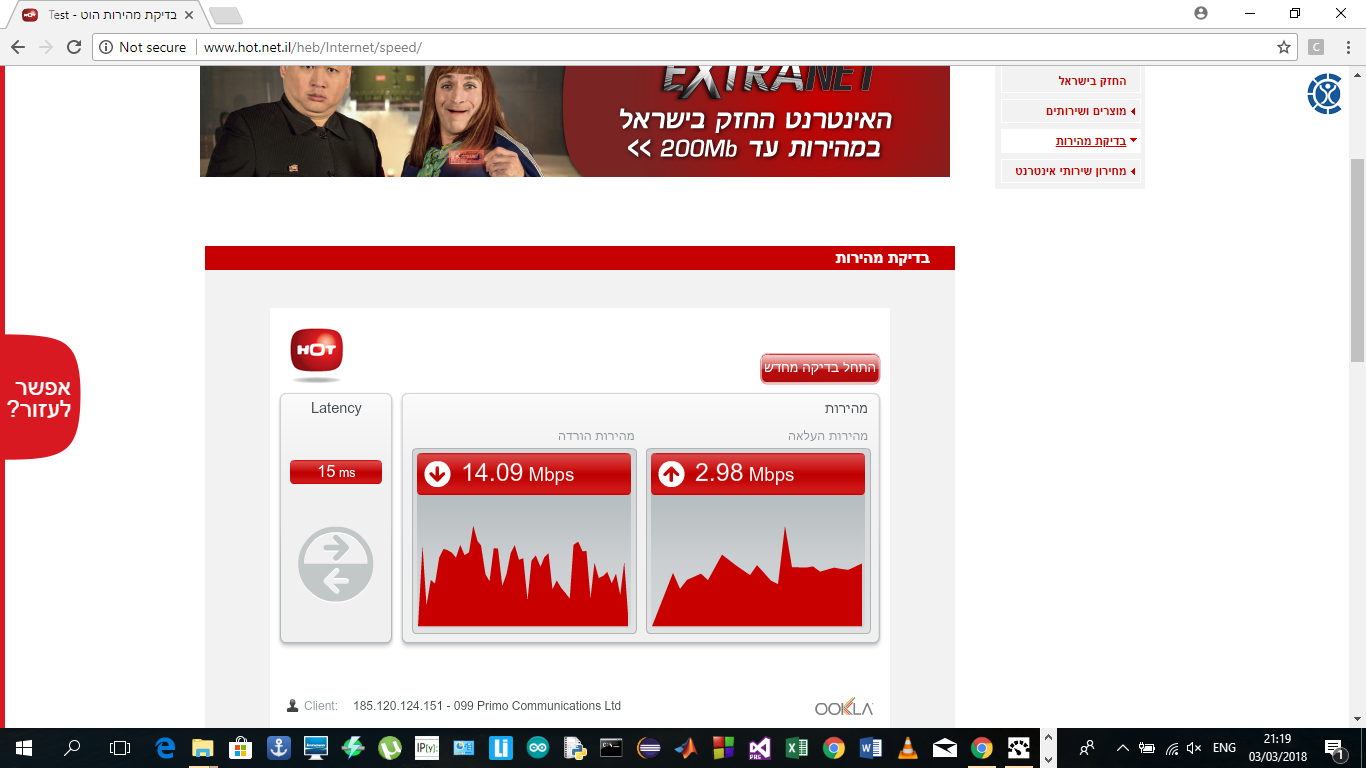 Test - בדיקת מהירות הוט
Not secure
www.hot.net.il/heb/Internet/speed/
C
EXTRANET
האינטרנט החזק בישראל
במהירות עד 200Mb >>
החזק בישראל
מוצרים ושירותים
בדיקת מהירות
מחירון שירותי אינטרנט
בדיקת מהירות
HOT
התחל בדיקה מחדש
אפשר
לעזור?
Latency
15 ms
מהירות
מהירות הורדה
מהירות העלאה
14.09 Mbps
2.98 Mbps
Client: 185.120.124.151 - 099 Primo Communications Ltd
OOKLA
ENG
21:19
03/03/2018